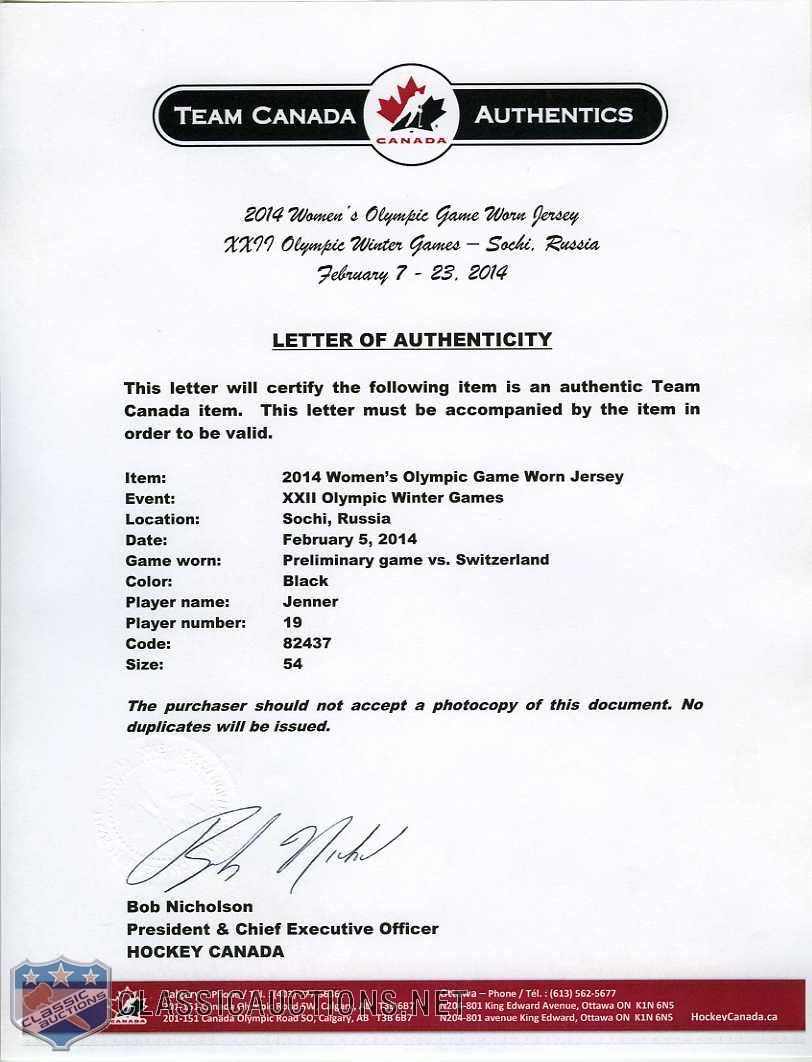 TEAM CANADA
CANADA
AUTHENTICS
2014 Women's Olympic Game Worn Jersey
XXII Olympic Winter Games – Sochi, Russia
February 7 - 23, 2014
LETTER OF AUTHENTICITY
This letter will certify the following item is an authentic Team
Canada item. This letter must be accompanied by the item in
order to be valid.
Item: 2014 Women's Olympic Game Worn Jersey
Event: XXII Olympic Winter Games
Location: Sochi, Russia
Date: February 5, 2014
Game worn: Preliminary game vs. Switzerland
Color: Black
Player name: Jenner
Player number: 19
Code: 82437
Size: 54
The purchaser should not accept a photocopy of this document. No
duplicates will be issued.
Bob Nicholson
President & Chief Executive Officer
HOCKEY CANADA
CLASSIC
AUCTIONS
CLASSICAUCTIONS.NET
CANADA
201-151 Canada Olympic Road SO, Calgary, AB T3B 6B7
Ottawa – Phone / Tél. : (613) 562-5677
N204-801 King Edward Avenue, Ottawa ON K1N 6N5
N204-801 avenue King Edward, Ottawa ON K1N 6N5
HockeyCanada.ca